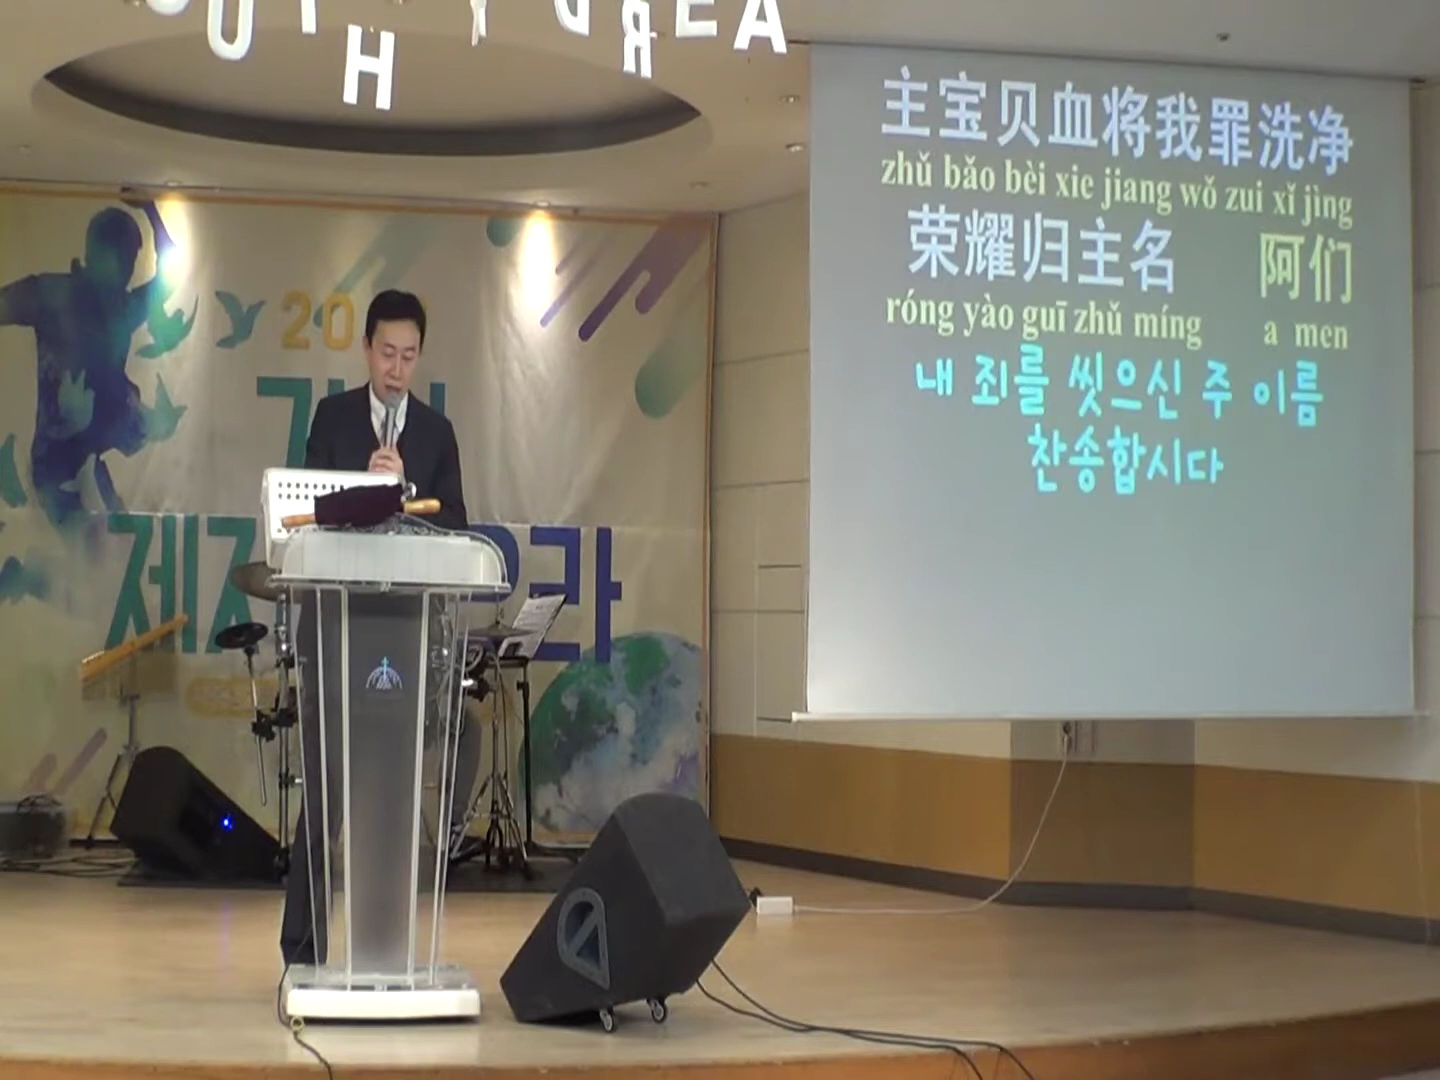 主宝贝血将我罪洗净
zhǔ bǎo bèi xie jiang wǒ zui xǐ jìng
荣耀归主名 阿们
róng yào guī zhǔ míng a men
내 죄를 씻으신 주 이름
찬송합시다